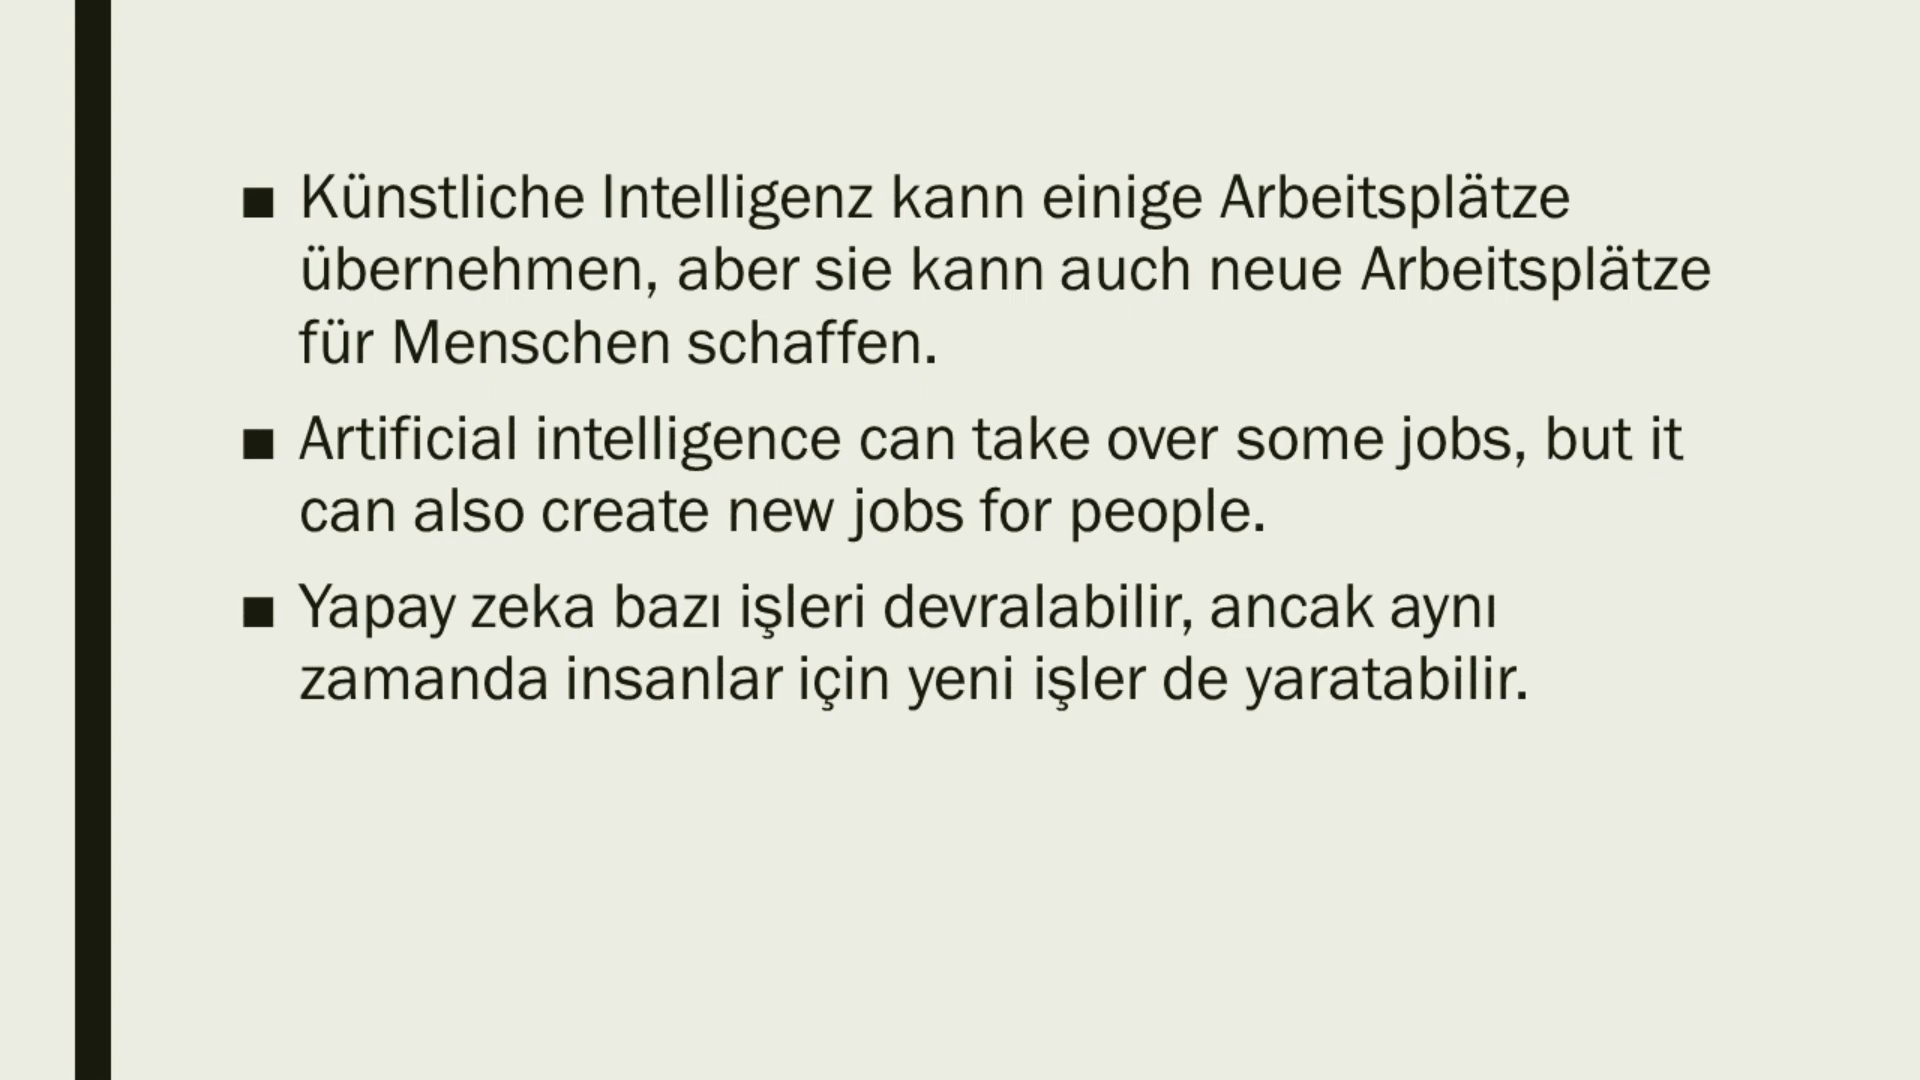 ■ Künstliche Intelligenz kann einige Arbeitsplätze
übernehmen, aber sie kann auch neue Arbeitsplätze
für Menschen schaffen.
■ Artificial intelligence can take over some jobs, but it
can also create new jobs for people.
■ Yapay zeka bazı işleri devralabilir, ancak aynı
zamanda insanlar için yeni işler de yaratabilir.